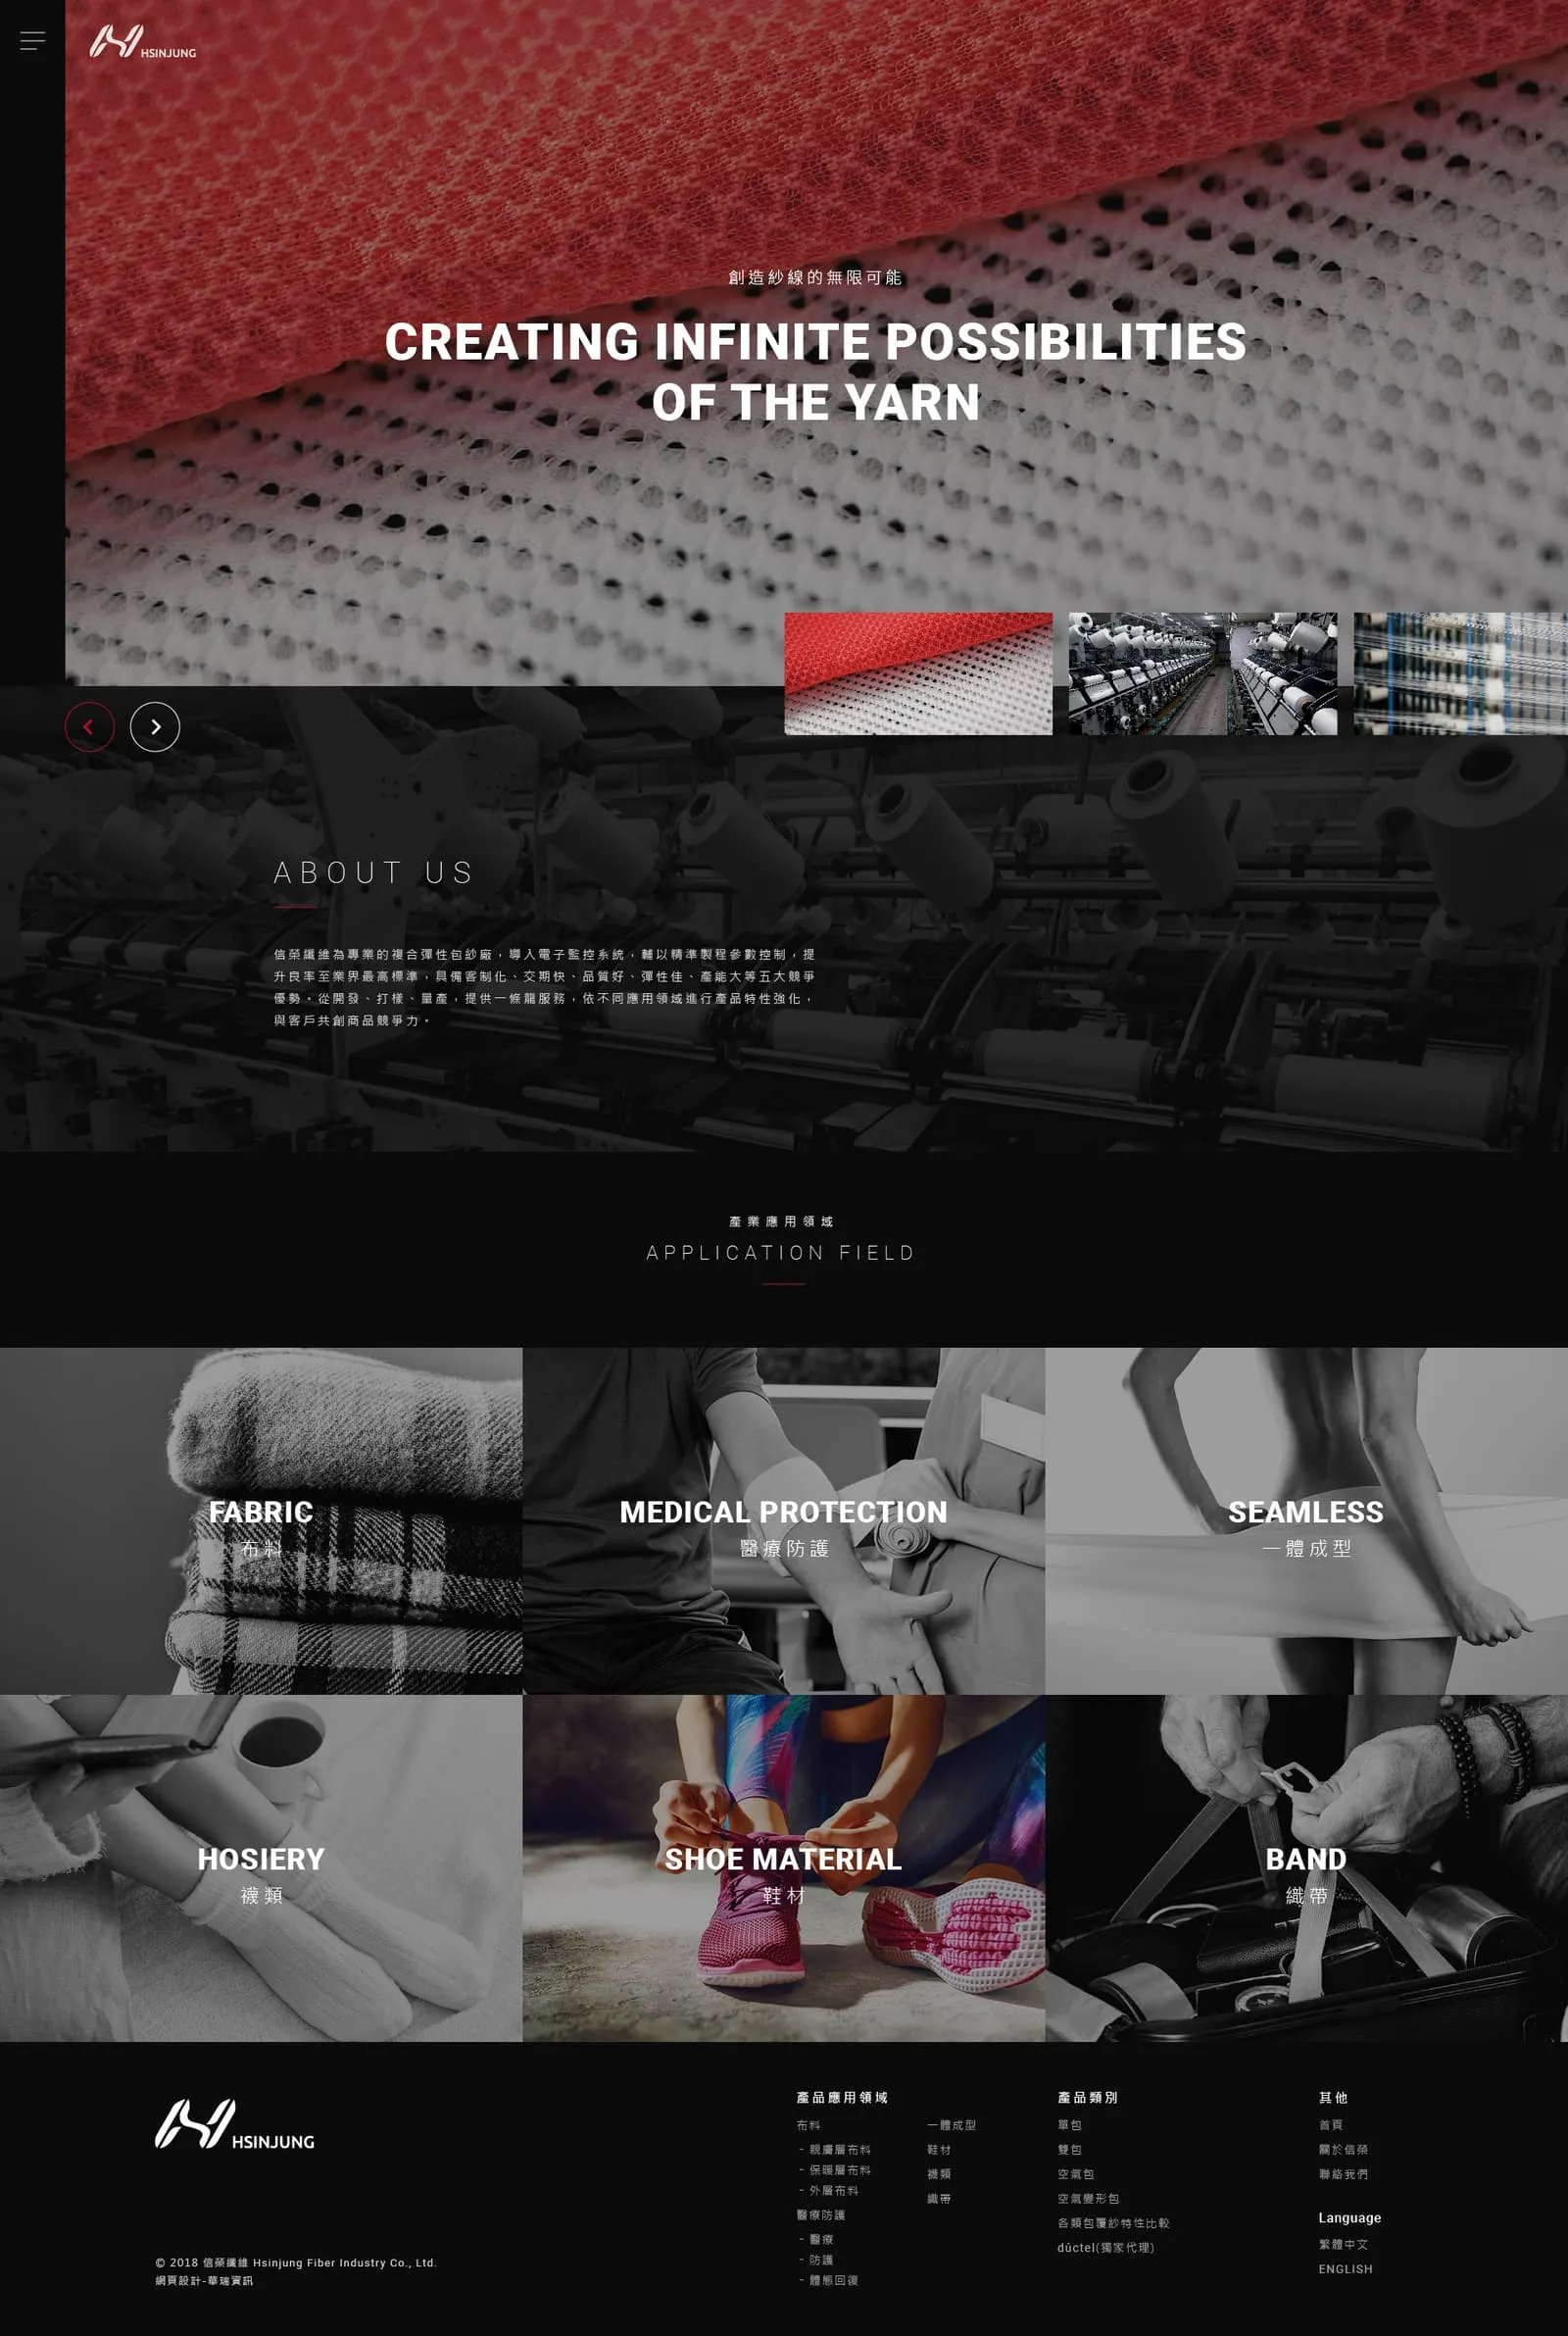 HSINJUNG
創造紗線的無限可能
CREATING INFINITE POSSIBILITIES
OF THE YARN
ABOUT US
信榮纖維為專業的複合彈性包紗廠，導入電子監控系統，輔以精準製程參數控制，提
升良率至業界最高標準，具備客制化、交期快、品質好、彈性佳、產能大等五大競爭
優勢。從開發、打樣、量產，提供一條龍服務，依不同應用領域進行產品特性強化，
與客戶共創商品競爭力。
產業應用領域
APPLICATION FIELD
FABRIC
布料
MEDICAL PROTECTION
醫療防護
SEAMLESS
一體成型
HOSIERY
襪類
SHOE MATERIAL
鞋材
BAND
織帶
HSINJUNG
© 2018 信榮纖維 Hsinjung Fiber Industry Co., Ltd.
網頁設計-華瑞資訊
產品應用領域
布料
- 親膚層布料
- 保暖層布料
- 外層布料
醫療防護
- 醫療
- 防護
- 體態回復
一體成型
鞋材
襪類
織帶
產品類別
單包
雙包
空氣包
空氣變形包
各類包覆紗特性比較
dúctel(獨家代理)
其他
首頁
關於信榮
聯絡我們
Language
繁體中文
ENGLISH